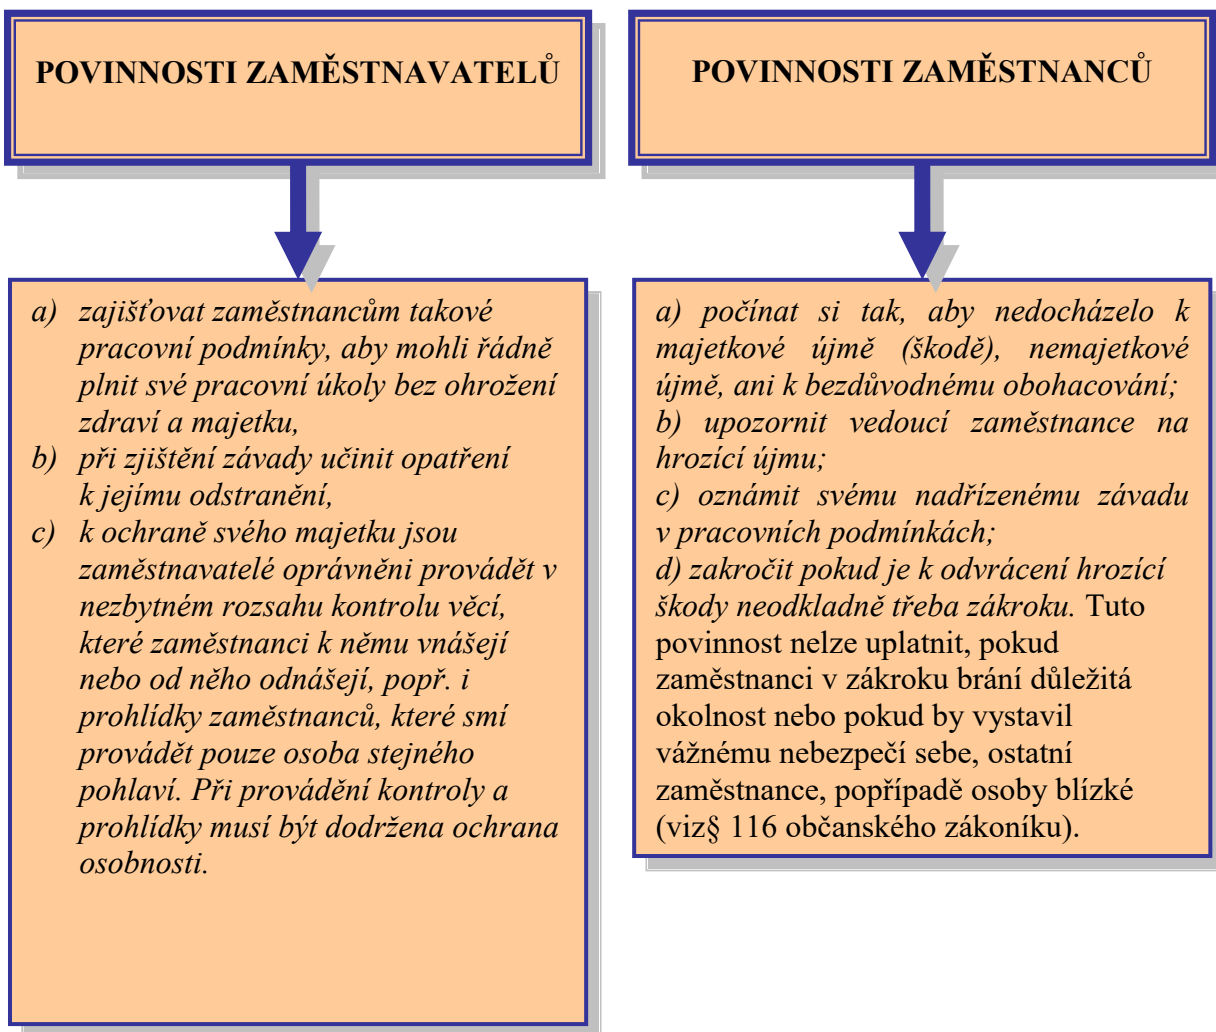 POVINNOSTI ZAMĚSTNAVATELŮ
a) zajišťovat zaměstnancům takové
pracovní podmínky, aby mohli řádně
plnit své pracovní úkoly bez ohrožení
zdraví a majetku,
b) při zjištění závady učinit opatření
k jejímu odstranění,
c) k ochraně svého majetku jsou
zaměstnavatelé oprávněni provádět v
nezbytném rozsahu kontrolu věcí,
které zaměstnanci k němu vnášejí
nebo od něho odnášejí, popř. i
prohlídky zaměstnanců, které smí
provádět pouze osoba stejného
pohlaví. Při provádění kontroly a
prohlídky musí být dodržena ochrana
osobnosti.
POVINNOSTI ZAMĚSTNANCŮ
a) počínat si tak, aby nedocházelo k
majetkové újmě (škodě), nemajetkové
újmě, ani k bezdůvodnému obohacování;
b) upozornit vedoucí zaměstnance na
hrozící újmu;
c) oznámit svému nadřízenému závadu
v pracovních podmínkách;
d) zakročit pokud je k odvrácení hrozící
škody neodkladně třeba zákroku. Tuto
povinnost nelze uplatnit, pokud
zaměstnanci v zákroku brání důležitá
okolnost nebo pokud by vystavil
vážnému nebezpečí sebe, ostatní
zaměstnance, popřípadě osoby blízké
(viz§ 116 občanského zákoníku).